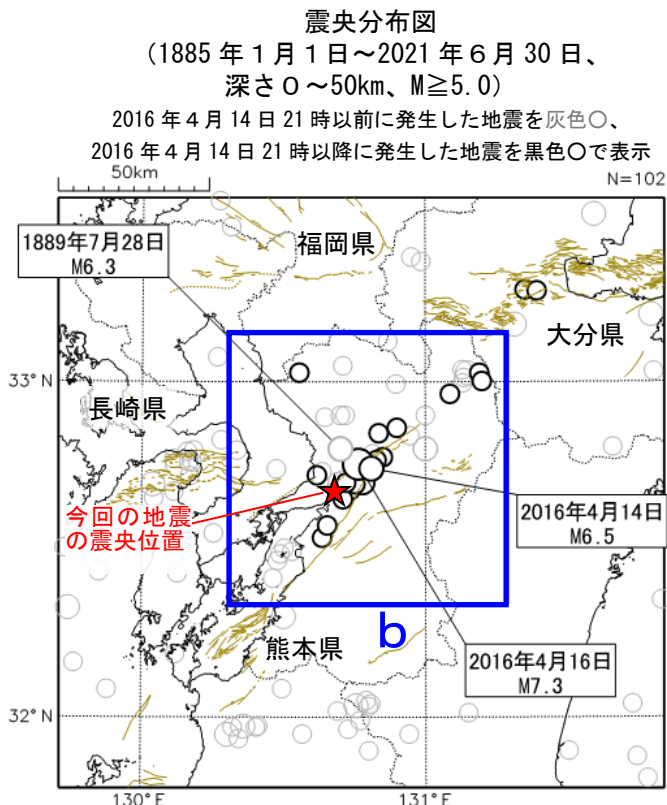 震央分布図
（1885 年１月１日～2021 年６月 30 日、
深さ０～50km、M≧5.0）
2016 年４月 14 日 21 時以前に発生した地震を灰色○、
2016 年４月 14 日 21 時以降に発生した地震を黒色○で表示
50km
N=102
福岡県
1889年7月28日
M6.3
大分県
33°N
長崎県
今回の地震
の震央位置
2016年4月14日
M6.5
b
熊本県
2016年4月16日
M7.3
32°N
130°E
131°E